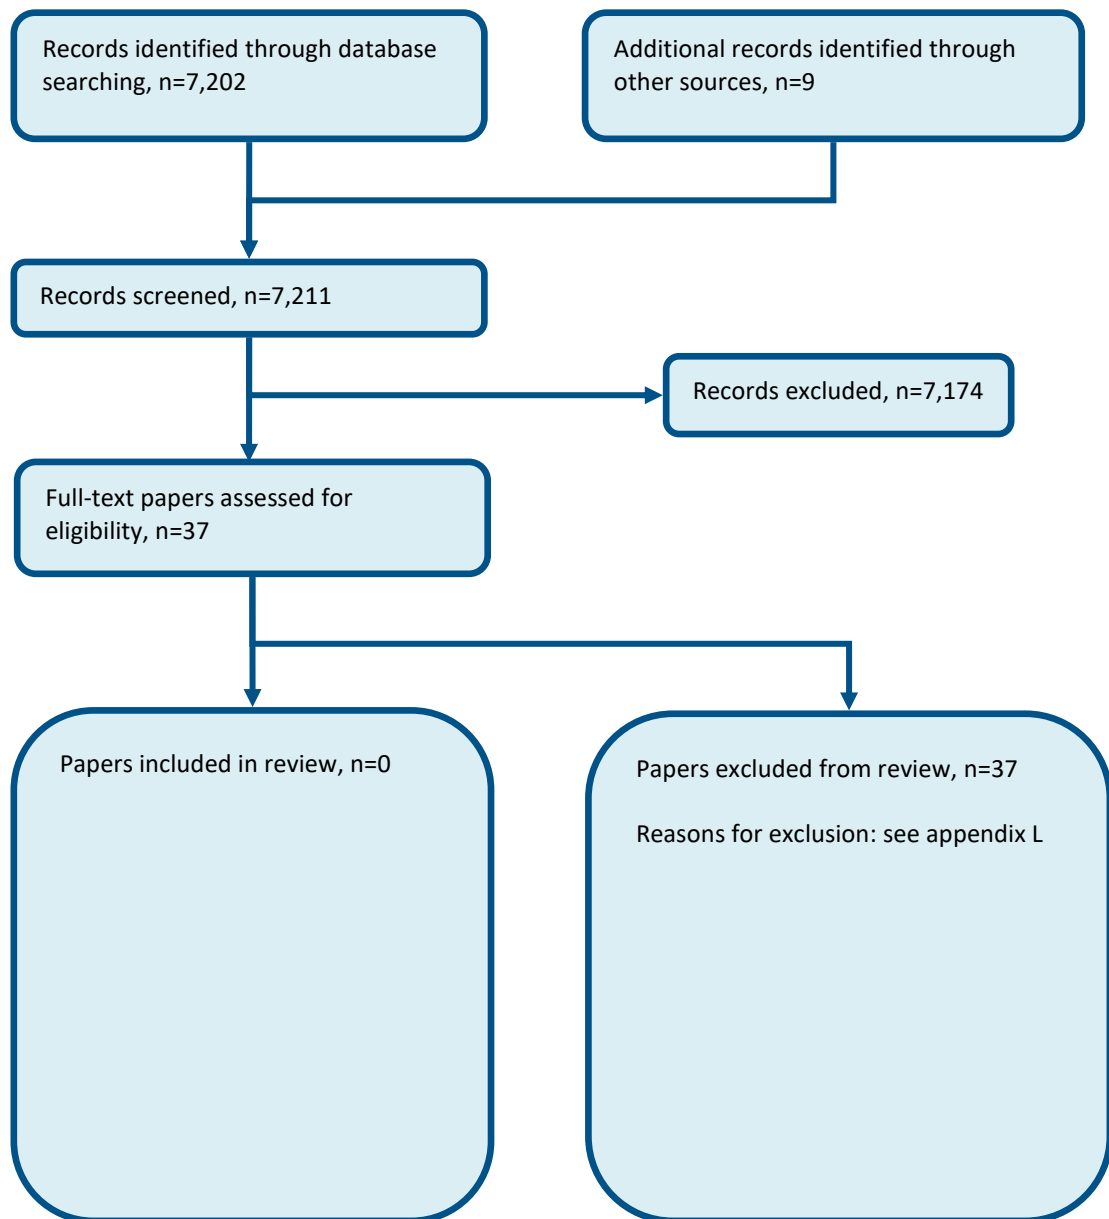 Records identified through database
searching, n=7,202
Additional records identified through
other sources, n=9
Records screened, n=7,211
Records excluded, n=7,174
Full-text papers assessed for
eligibility, n=37
Papers included in review, n=0
Papers excluded from review, n=37
Reasons for exclusion: see appendix L